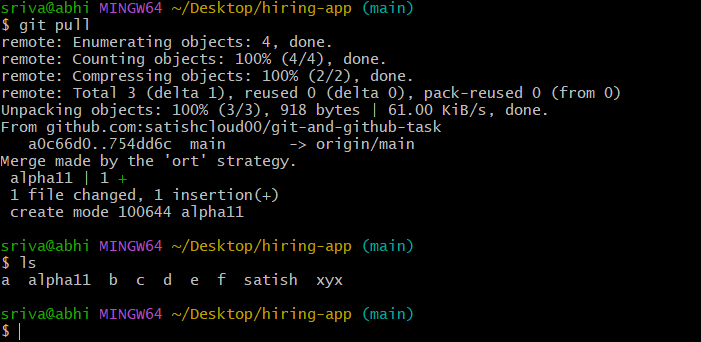 sriva@abhi MINGW64 ~/Desktop/hiring-app (main)
$ git pull
remote: Enumerating objects: 4, done.
remote: Counting objects: 100% (4/4), done.
remote: Compressing objects: 100% (2/2), done.
remote: Total 3 (delta 1), reused 0 (delta 0), pack-reused 0 (from 0)
Unpacking objects: 100% (3/3), 918 bytes | 61.00 KiB/s, done.
From github.com:satishcloud00/git-and-github-task
   a0c66d0..754dd6c  main       -> origin/main
Merge made by the 'ort' strategy.
 alpha11 | 1 +
 1 file changed, 1 insertion(+)
 create mode 100644 alpha11
sriva@abhi MINGW64 ~/Desktop/hiring-app (main)
$ ls
a  alpha11  b  c  d  e  f  satish  xyx
sriva@abhi MINGW64 ~/Desktop/hiring-app (main)
$